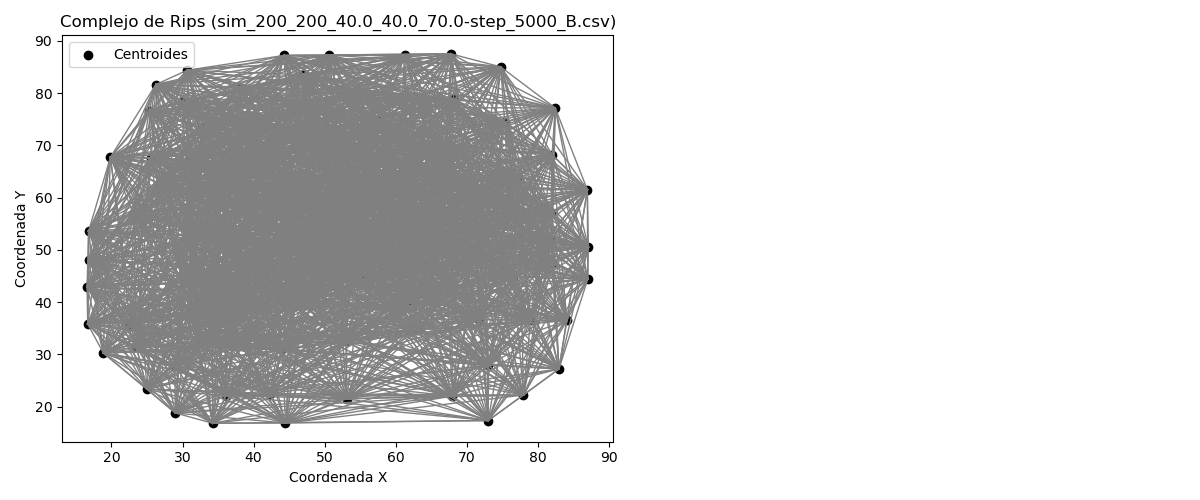 Complejo de Rips (sim_200_200_40.0_40.0_70.0-step_5000_B.csv)
Centroides
90
80
70
60
50
40
30
20
Coordenada Y
20 30 40 50 60 70 80 90
Coordenada X